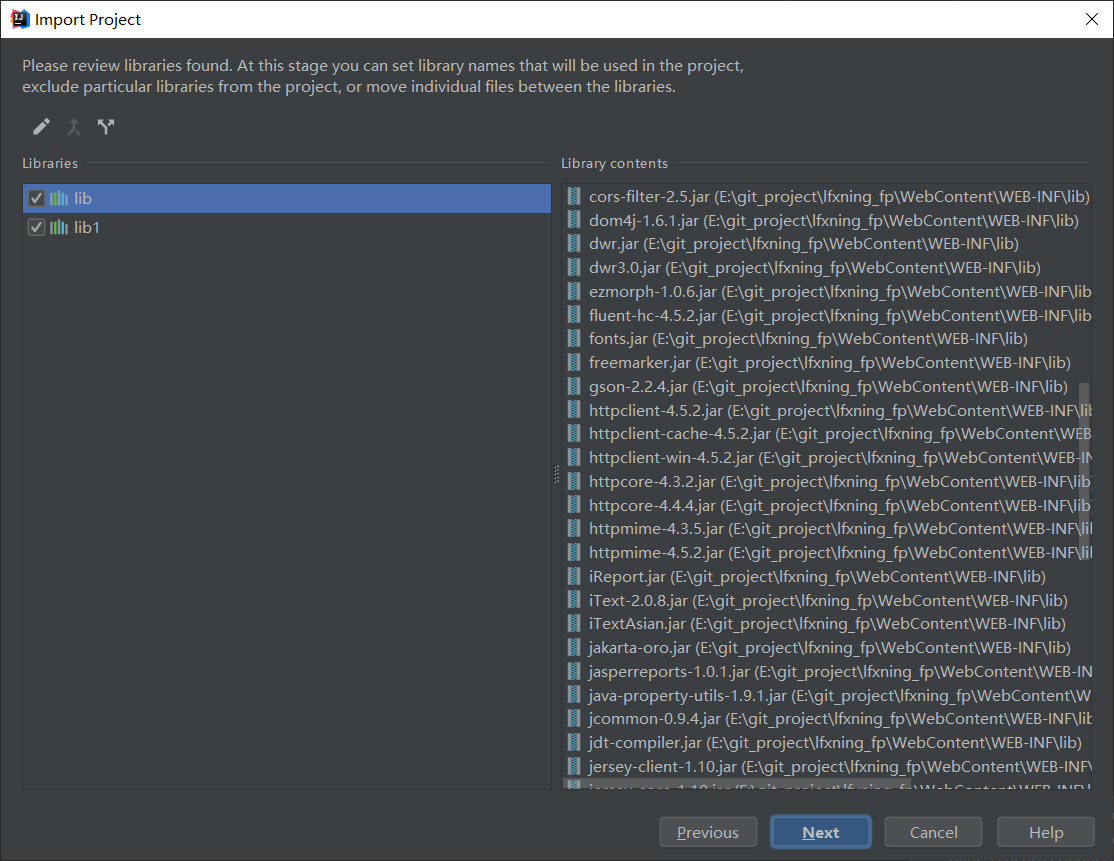 Import Project
Please review libraries found. At this stage you can set library names that will be used in the project,
exclude particular libraries from the project, or move individual files between the libraries.
Libraries
lib
lib1
Library contents
cors-filter-2.5.jar (E:\git_project\lfxning_fp\WebContent\WEB-INF\lib)
dom4j-1.6.1.jar (E:\git_project\lfxning_fp\WebContent\WEB-INF\lib)
dwr.jar (E:\git_project\lfxning_fp\WebContent\WEB-INF\lib)
dwr3.0.jar (E:\git_project\lfxning_fp\WebContent\WEB-INF\lib)
ezmorph-1.0.6.jar (E:\git_project\lfxning_fp\WebContent\WEB-INF\lib
fluent-hc-4.5.2.jar (E:\git_project\lfxning_fp\WebContent\WEB-INF\lib
fonts.jar (E:\git_project\lfxning_fp\WebContent\WEB-INF\lib)
freemarker.jar (E:\git_project\lfxning_fp\WebContent\WEB-INF\lib)
gson-2.2.4.jar (E:\git_project\lfxning_fp\WebContent\WEB-INF\lib)
httpclient-4.5.2.jar (E:\git_project\lfxning_fp\WebContent\WEB-INF\lib
httpclient-cache-4.5.2.jar (E:\git_project\lfxning_fp\WebContent\WEB
httpclient-win-4.5.2.jar (E:\git_project\lfxning_fp\WebContent\WEB-IN
httpcore-4.3.2.jar (E:\git_project\lfxning_fp\WebContent\WEB-INF\lib
httpcore-4.4.4.jar (E:\git_project\lfxning_fp\WebContent\WEB-INF\lib
httpmime-4.3.5.jar (E:\git_project\lfxning_fp\WebContent\WEB-INF\lil
httpmime-4.5.2.jar (E:\git_project\lfxning_fp\WebContent\WEB-INF\lil
iReport.jar (E:\git_project\lfxning_fp\WebContent\WEB-INF\lib)
iText-2.0.8.jar (E:\git_project\lfxning_fp\WebContent\WEB-INF\lib)
iTextAsian.jar (E:\git_project\lfxning_fp\WebContent\WEB-INF\lib)
jakarta-oro.jar (E:\git_project\lfxning_fp\WebContent\WEB-INF\lib)
jasperreports-1.0.1.jar (E:\git_project\lfxning_fp\WebContent\WEB-IN
java-property-utils-1.9.1.jar (E:\git_project\lfxning_fp\WebContent\W
jcommon-0.9.4.jar (E:\git_project\lfxning_fp\WebContent\WEB-INF\lib
jdt-compiler.jar (E:\git_project\lfxning_fp\WebContent\WEB-INF\lib)
jersey-client-1.10.jar (E:\git_project\lfxning_fp\WebContent\WEB-INF\
Previous
Next
Cancel
Help